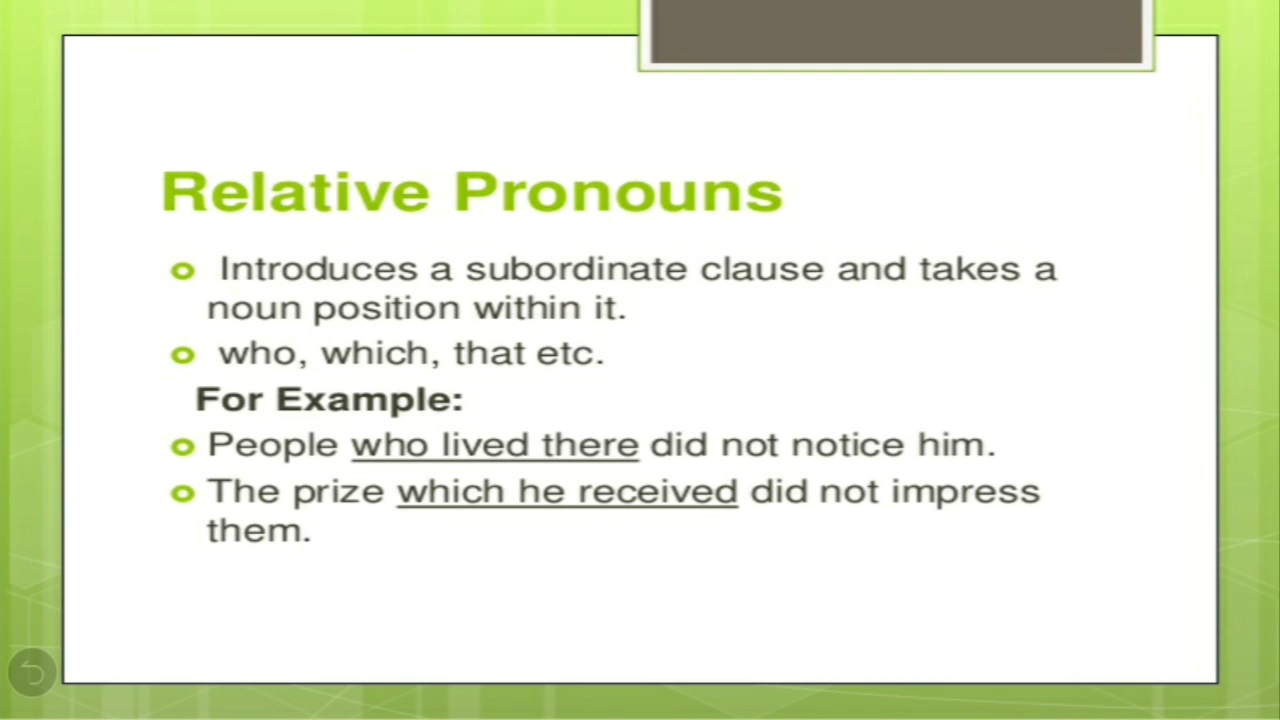 Relative Pronouns
Introduces a subordinate clause and takes a
noun position within it.
who, which, that etc.
For Example:
People who lived there did not notice him.
The prize which he received did not impress
them.